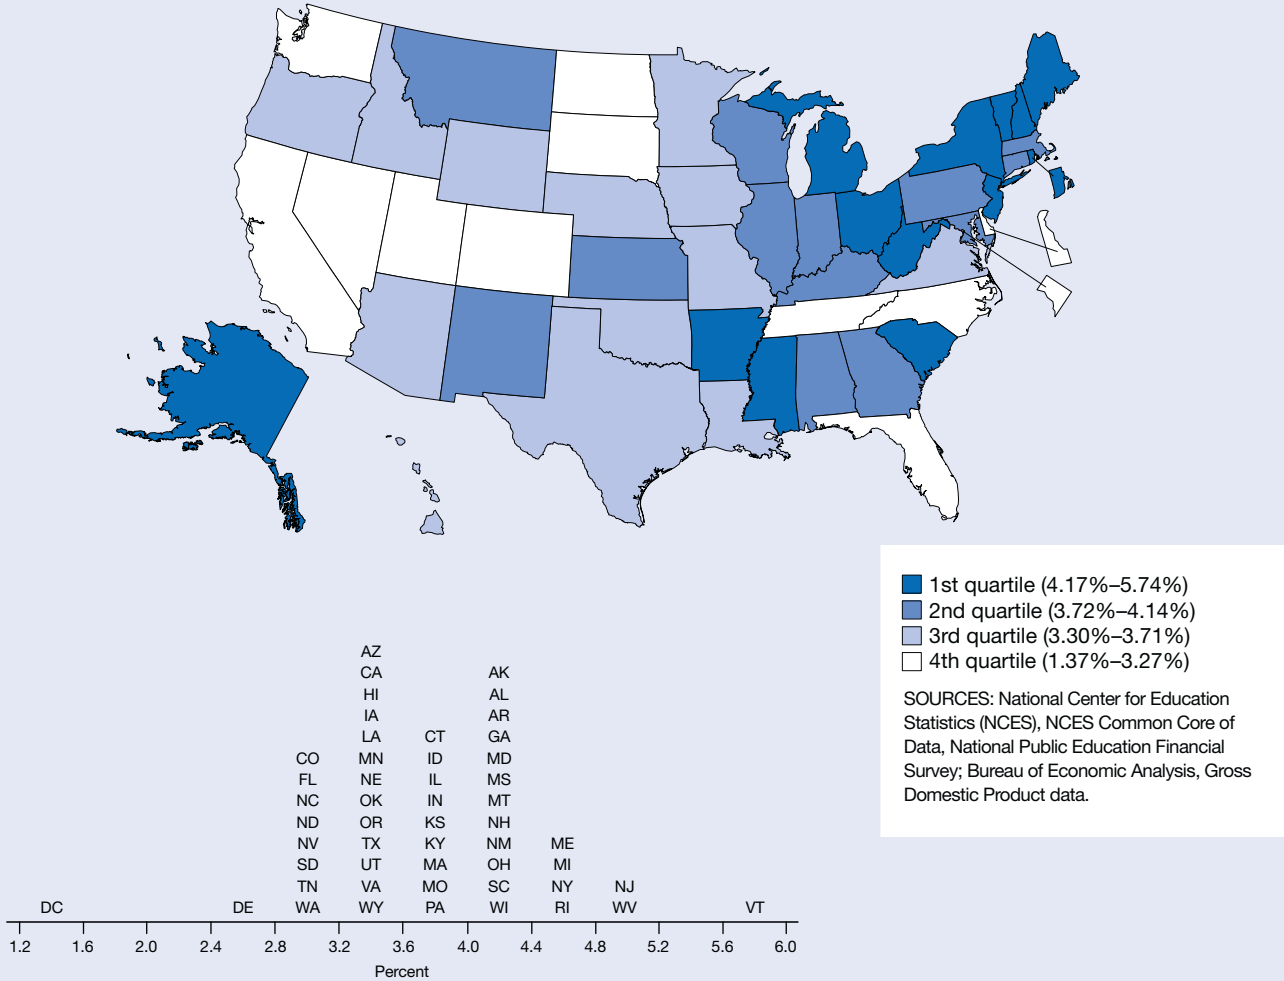 1st quartile (4.17%–5.74%)
2nd quartile (3.72%–4.14%)
3rd quartile (3.30%–3.71%)
4th quartile (1.37%–3.27%)
SOURCES: National Center for Education
Statistics (NCES), NCES Common Core of
Data, National Public Education Financial
Survey; Bureau of Economic Analysis, Gross
Domestic Product data.
AZ
CA AK
HI AL
IA AR
LA CT GA
CO MN ID MD
FL NE IL MS
NC OK IN MT
ND OR KS NH
NV TX KY NM ME
SD UT MA OH MI
TN VA MO SC NY NJ
DC DE WA WY PA WI RI WV VT
1.2 1.6 2.0 2.4 2.8 3.2 3.6 4.0 4.4 4.8 5.2 5.6 6.0
Percent